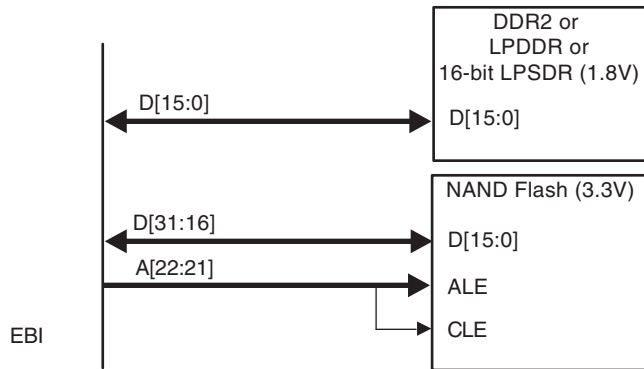 DDR2 or
LPDDR or
16-bit LPSDR (1.8V)
D[15:0]
D[15:0]
NAND Flash (3.3V)
D[31:16]
D[15:0]
A[22:21]
ALE
EBI
CLE